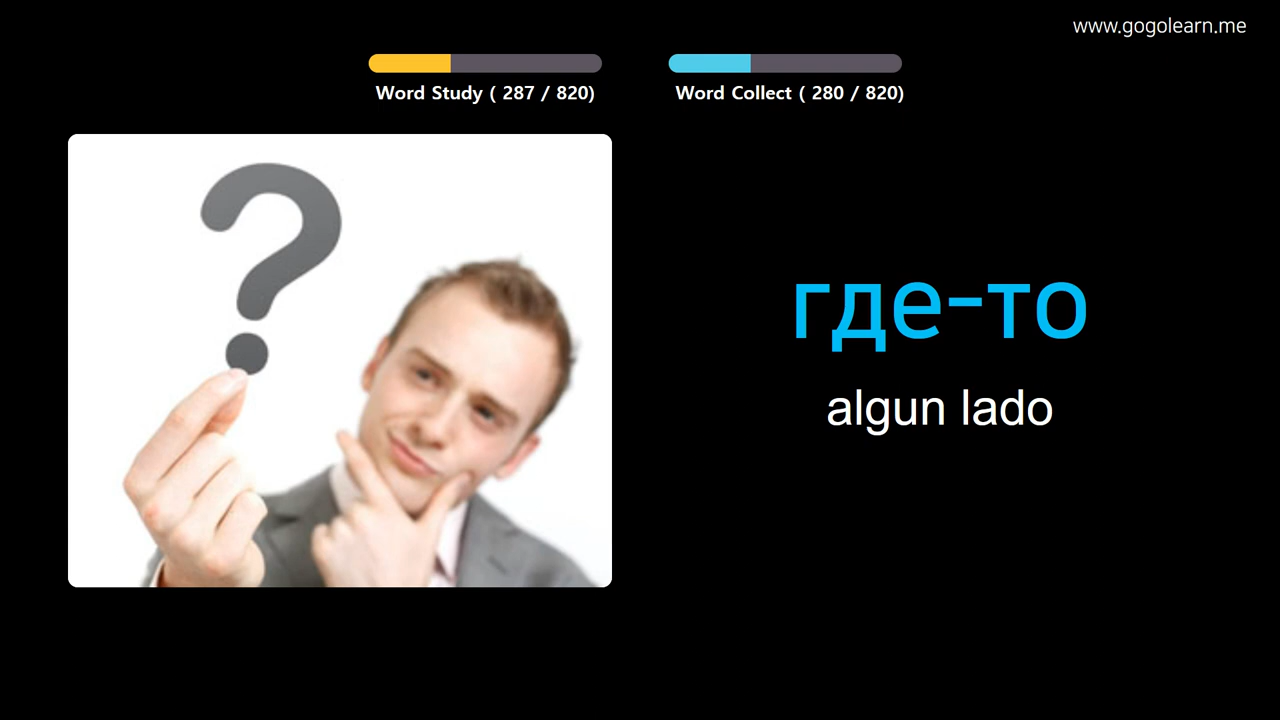 www.gogolearn.me
Word Study ( 287 / 820)
Word Collect ( 280 / 820)
где-то
algun lado